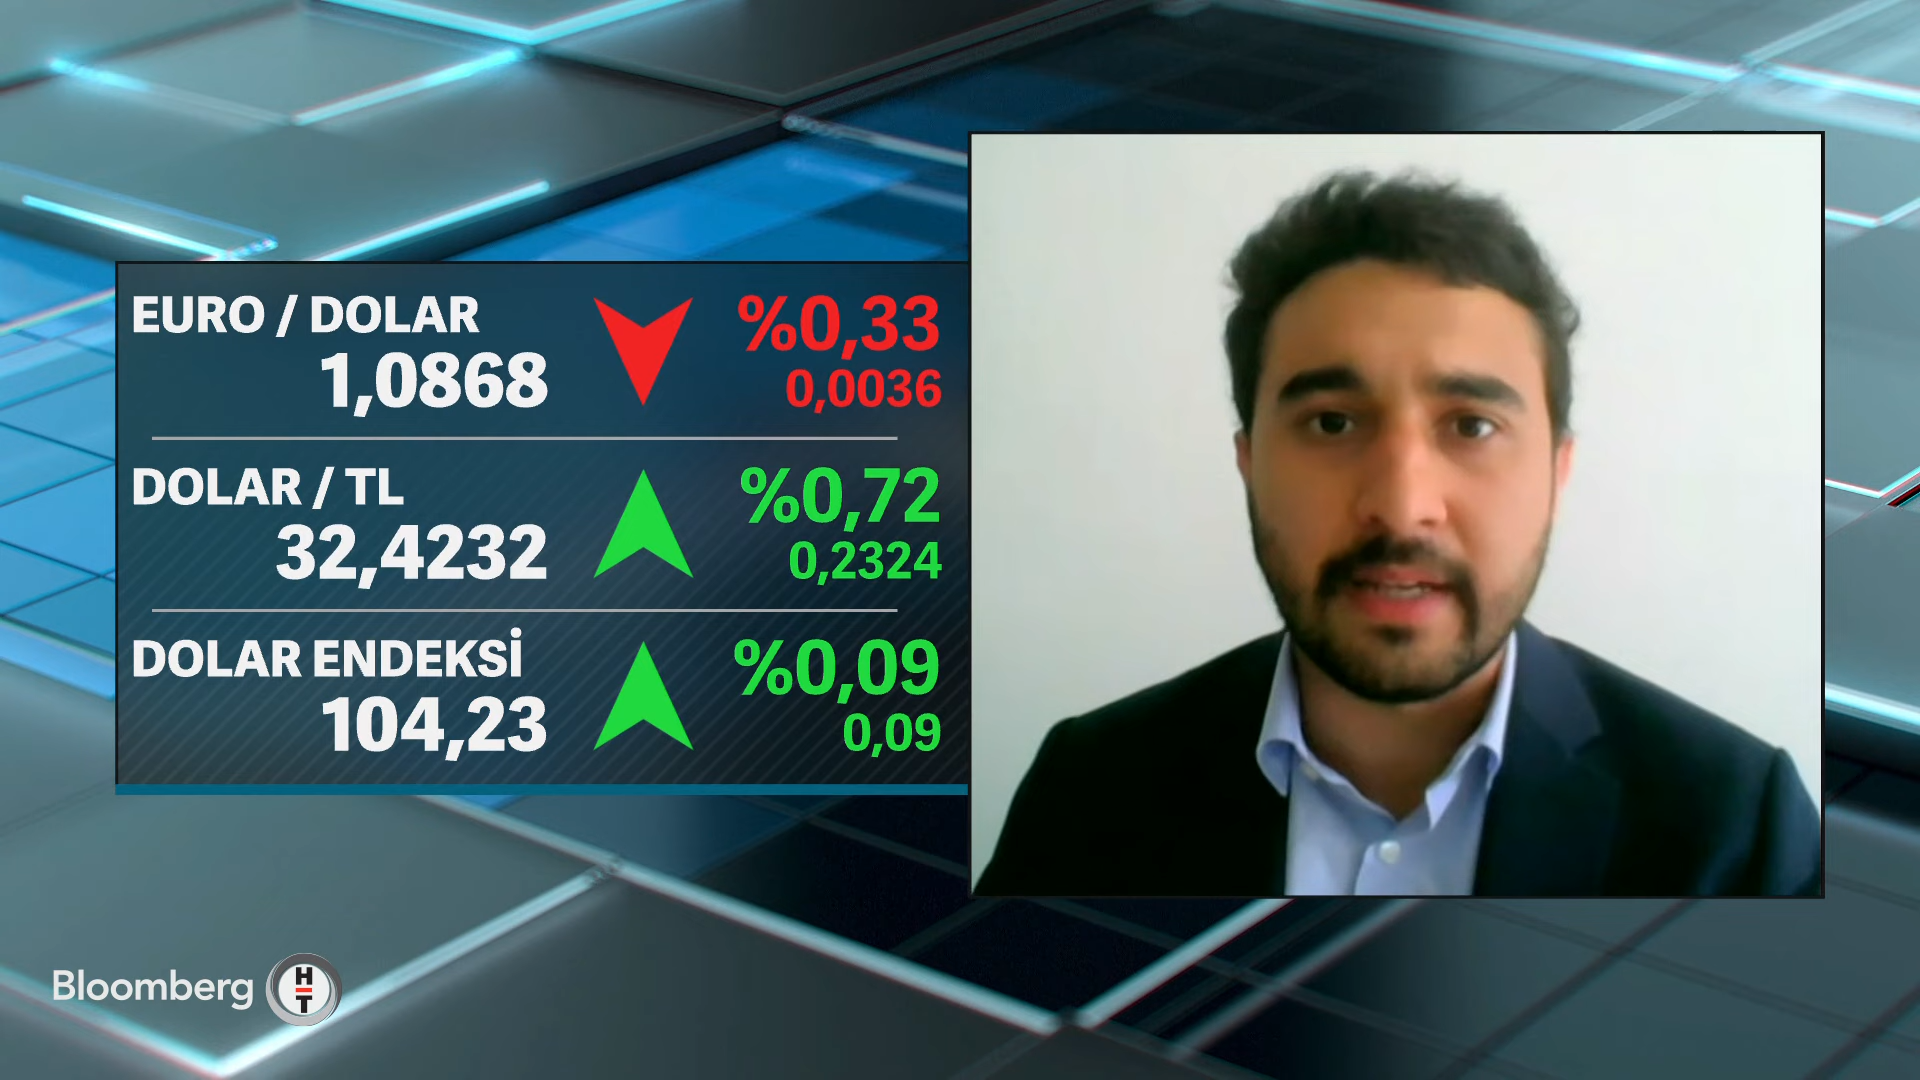 EURO / DOLAR
1,0868
%0,33
0,0036
DOLAR / TL
32,4232
%0,72
0,2324
DOLAR ENDEKSİ
104,23
%0,09
0,09
Bloomberg HT